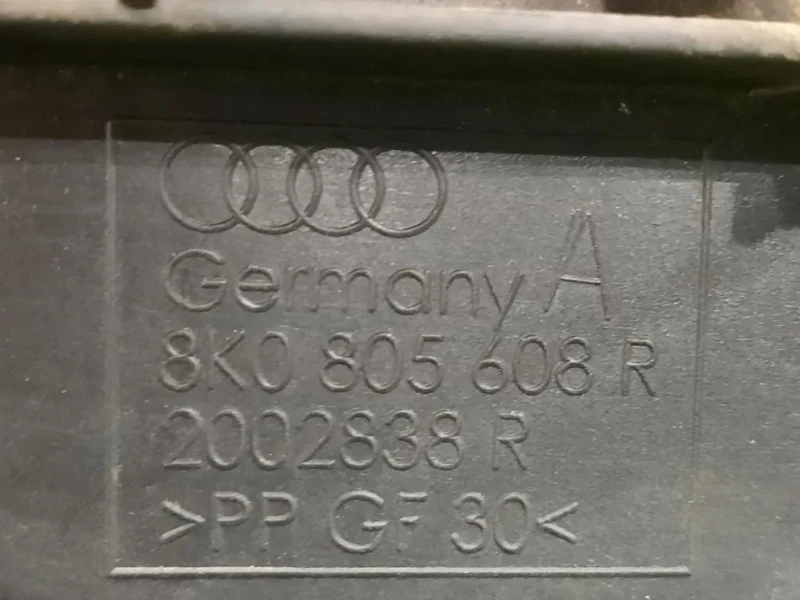 Germany A
8K0 805 608 R
2002838 R
>PP GF 30<